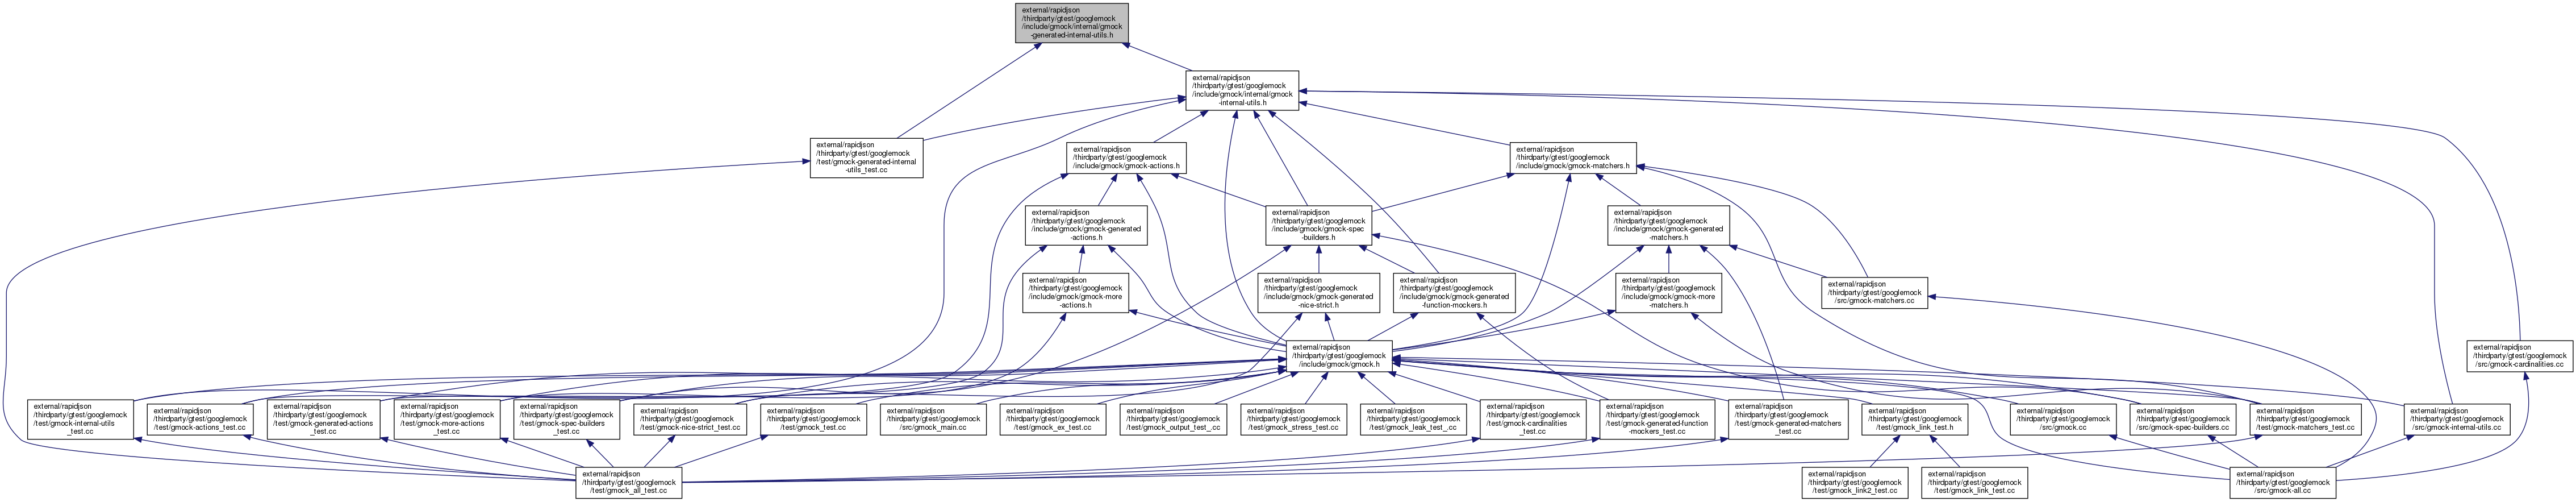 external/rapidjson
/thirdparty/gtest/googlemock
/include/gmock/internal/gmock
-generated-internal-utils.h
external/rapidjson
/thirdparty/gtest/googlemock
/include/gmock/internal/gmock
-internal-utils.h
external/rapidjson
/thirdparty/gtest/googlemock
/test/gmock-generated-internal
-utils_test.cc
external/rapidjson
/thirdparty/gtest/googlemock
/include/gmock/gmock-actions.h
external/rapidjson
/thirdparty/gtest/googlemock
/include/gmock/gmock-matchers.h
external/rapidjson
/thirdparty/gtest/googlemock
/include/gmock/gmock-generated
-actions.h
external/rapidjson
/thirdparty/gtest/googlemock
/include/gmock/gmock-spec
-builders.h
external/rapidjson
/thirdparty/gtest/googlemock
/include/gmock/gmock-generated
-matchers.h
external/rapidjson
/thirdparty/gtest/googlemock
/include/gmock/gmock-more
-actions.h
external/rapidjson
/thirdparty/gtest/googlemock
/include/gmock/gmock-generated
-nice-strict.h
external/rapidjson
/thirdparty/gtest/googlemock
/include/gmock/gmock-generated
-function-mockers.h
external/rapidjson
/thirdparty/gtest/googlemock
/include/gmock/gmock-more
-matchers.h
external/rapidjson
/thirdparty/gtest/googlemock
/src/gmock-matchers.cc
external/rapidjson
/thirdparty/gtest/googlemock
/include/gmock/gmock.h
external/rapidjson
/thirdparty/gtest/googlemock
/src/gmock-cardinalities.cc
external/rapidjson
/thirdparty/gtest/googlemock
/test/gmock-internal-utils
_test.cc
external/rapidjson
/thirdparty/gtest/googlemock
/test/gmock-actions_test.cc
external/rapidjson
/thirdparty/gtest/googlemock
/test/gmock-generated-actions
_test.cc
external/rapidjson
/thirdparty/gtest/googlemock
/test/gmock-more-actions
_test.cc
external/rapidjson
/thirdparty/gtest/googlemock
/test/gmock-spec-builders
_test.cc
external/rapidjson
/thirdparty/gtest/googlemock
/test/gmock-nice-strict_test.cc
external/rapidjson
/thirdparty/gtest/googlemock
/test/gmock_test.cc
external/rapidjson
/thirdparty/gtest/googlemock
/src/gmock_main.cc
external/rapidjson
/thirdparty/gtest/googlemock
/test/gmock_ex_test.cc
external/rapidjson
/thirdparty/gtest/googlemock
/test/gmock_output_test_.cc
external/rapidjson
/thirdparty/gtest/googlemock
/test/gmock_stress_test.cc
external/rapidjson
/thirdparty/gtest/googlemock
/test/gmock_leak_test_.cc
external/rapidjson
/thirdparty/gtest/googlemock
/test/gmock-cardinalities
_test.cc
external/rapidjson
/thirdparty/gtest/googlemock
/test/gmock-generated-function
-mockers_test.cc
external/rapidjson
/thirdparty/gtest/googlemock
/test/gmock-generated-matchers
_test.cc
external/rapidjson
/thirdparty/gtest/googlemock
/test/gmock_link_test.h
external/rapidjson
/thirdparty/gtest/googlemock
/src/gmock.cc
external/rapidjson
/thirdparty/gtest/googlemock
/src/gmock-spec-builders.cc
external/rapidjson
/thirdparty/gtest/googlemock
/test/gmock-matchers_test.cc
external/rapidjson
/thirdparty/gtest/googlemock
/src/gmock-internal-utils.cc
external/rapidjson
/thirdparty/gtest/googlemock
/test/gmock_all_test.cc
external/rapidjson
/thirdparty/gtest/googlemock
/test/gmock_link2_test.cc
external/rapidjson
/thirdparty/gtest/googlemock
/test/gmock_link_test.cc
external/rapidjson
/thirdparty/gtest/googlemock
/src/gmock-all.cc